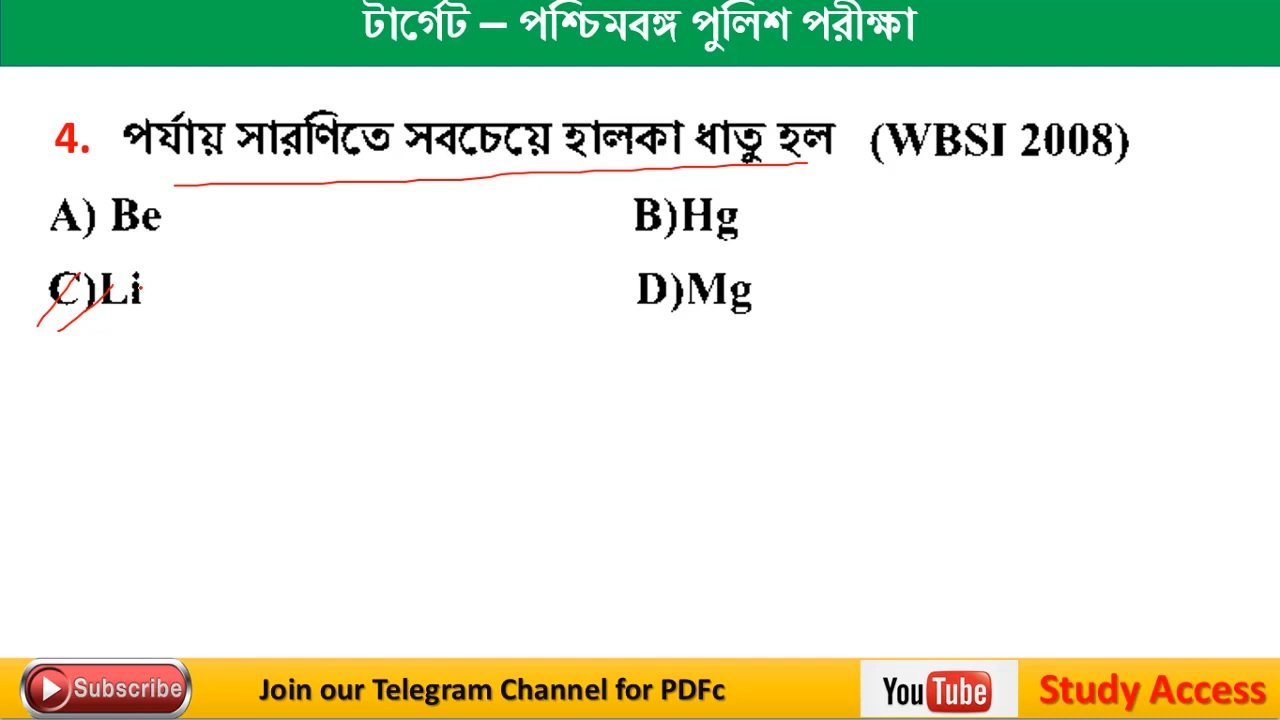 টার্গেট – পশ্চিমবঙ্গ পুলিশ পরীক্ষা
4. পর্যায় সারণিতে সবচেয়ে হালকা ধাতু হল (WBSI 2008)
A) Be B)Hg
C)Li D)Mg
Subscribe Join our Telegram Channel for PDFc YouTube Study Access